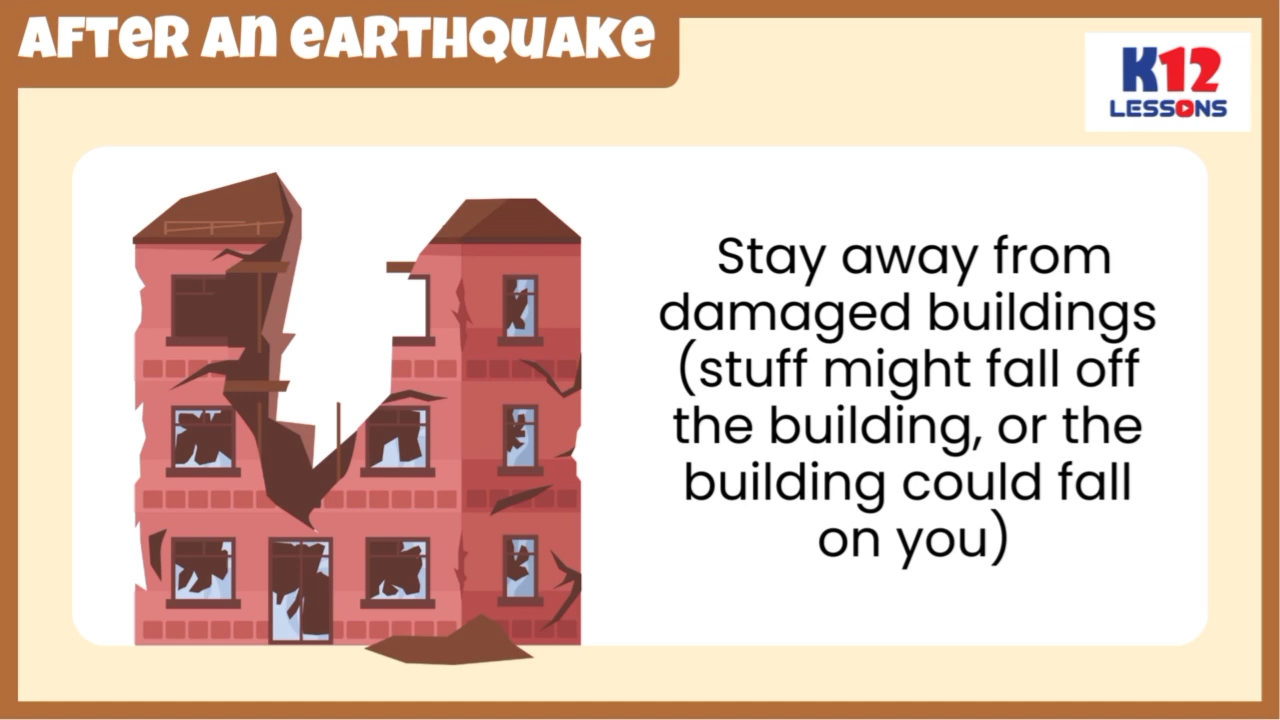 AFTER AN EARTHQUAKE
K12
LESSONS
Stay away from
damaged buildings
(stuff might fall off
the building, or the
building could fall
on you)